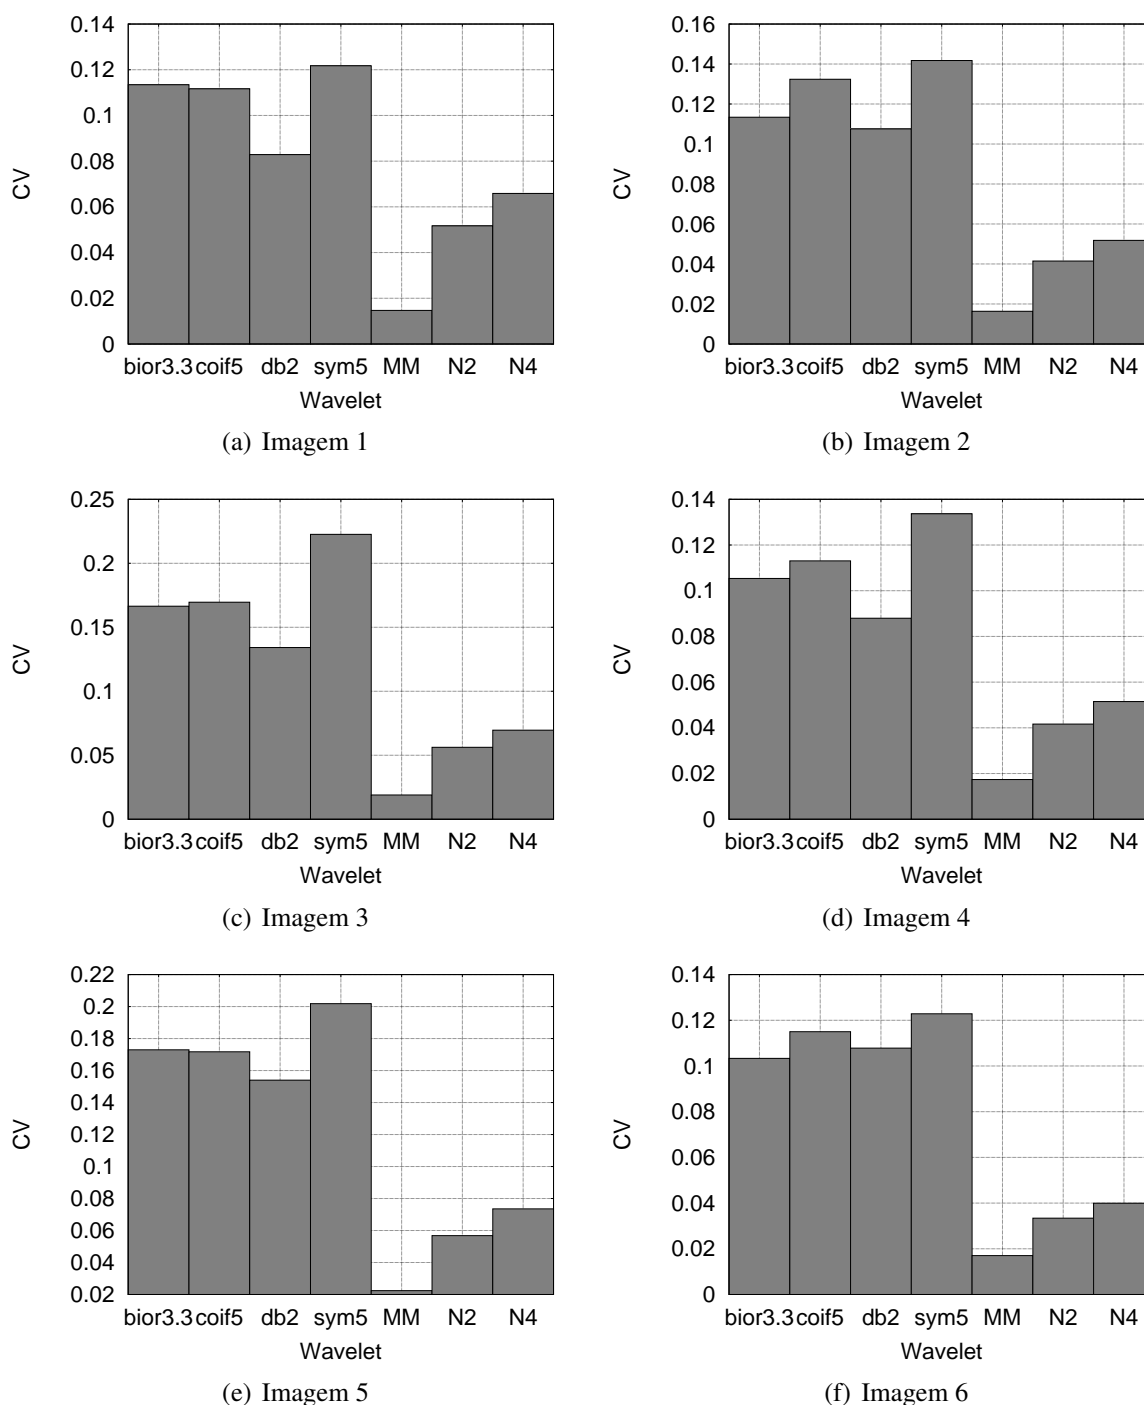 0.14
0.12
0.1
0.08
0.06
0.04
0.02
0
CV
bior3.3 coif5 db2 sym5 MM N2 N4
Wavelet
(a) Imagem 1
0.16
0.14
0.12
0.1
0.08
0.06
0.04
0.02
0
CV
bior3.3 coif5 db2 sym5 MM N2 N4
Wavelet
(b) Imagem 2
0.25
0.2
0.15
0.1
0.05
0
CV
bior3.3 coif5 db2 sym5 MM N2 N4
Wavelet
(c) Imagem 3
0.14
0.12
0.1
0.08
0.06
0.04
0.02
0
CV
bior3.3 coif5 db2 sym5 MM N2 N4
Wavelet
(d) Imagem 4
0.22
0.2
0.18
0.16
0.14
0.12
0.1
0.08
0.06
0.04
0.02
CV
bior3.3 coif5 db2 sym5 MM N2 N4
Wavelet
(e) Imagem 5
0.14
0.12
0.1
0.08
0.06
0.04
0.02
0
CV
bior3.3 coif5 db2 sym5 MM N2 N4
Wavelet
(f) Imagem 6